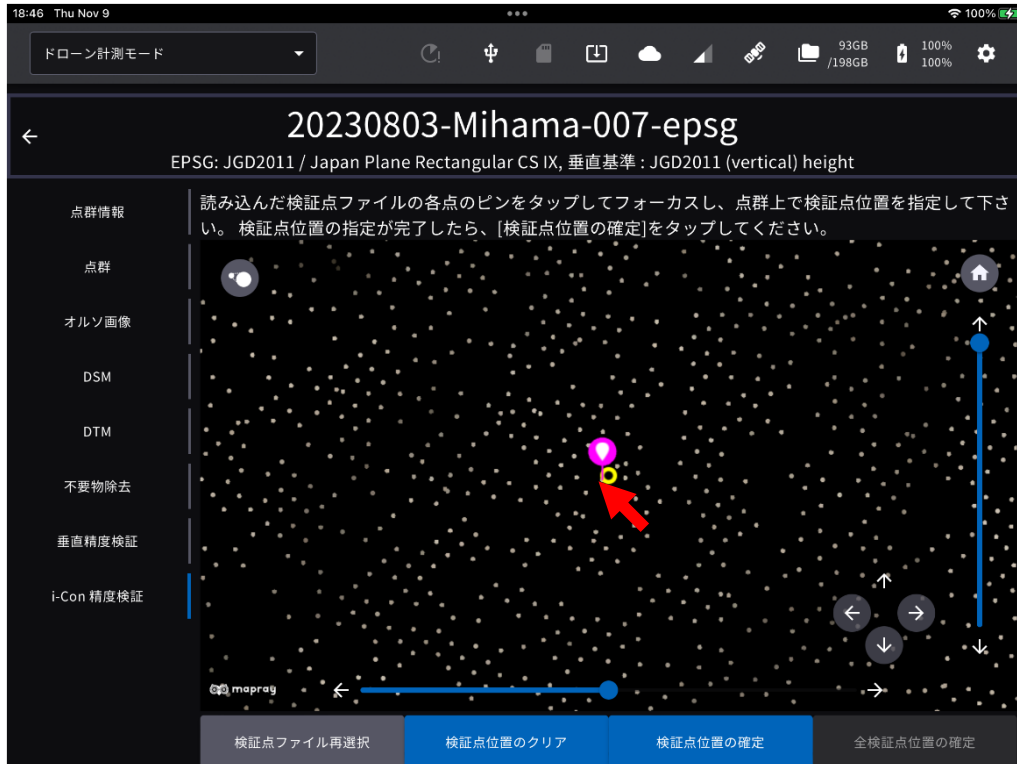 18:46 Thu Nov 9
100%
ドローン計測モード
93GB
/198GB
100%
100%
20230803-Mihama-007-epsg
EPSG: JGD2011 / Japan Plane Rectangular CS IX, 垂直基準 : JGD2011 (vertical) height
読み込んだ検証点ファイルの各点のピンをタップしてフォーカスし、点群上で検証点位置を指定して下さ
い。 検証点位置の指定が完了したら、[検証点位置の確定]をタップしてください。
点群情報
点群
オルソ画像
DSM
DTM
不要物除去
垂直精度検証
i-Con 精度検証
mapray
検証点ファイル再選択
検証点位置のクリア
検証点位置の確定
全検証点位置の確定